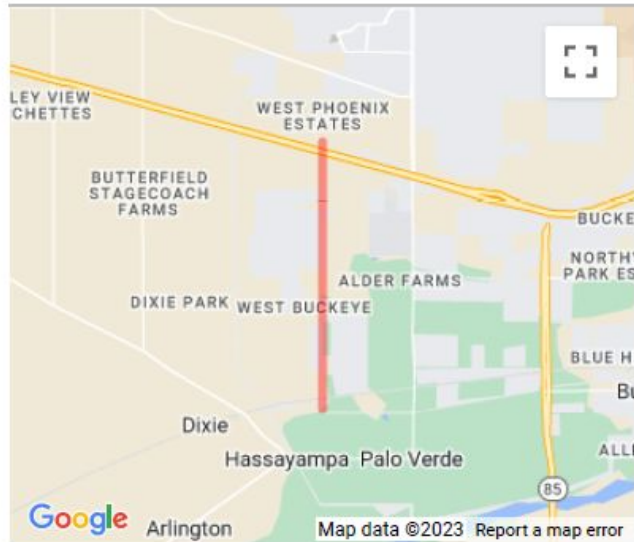 LEY VIEW
CHETTES
WEST PHOENIX
ESTATES
BUTTERFIELD
STAGECOACH
FARMS
BUCKE
NORTHV
PARK ES
ALDER FARMS
DIXIE PARK
WEST BUCKEYE
BLUE H
Bu
Dixie
ALLE
Hassayampa
Palo Verde
85
Google
Arlington
Map data ©2023
Report a map error